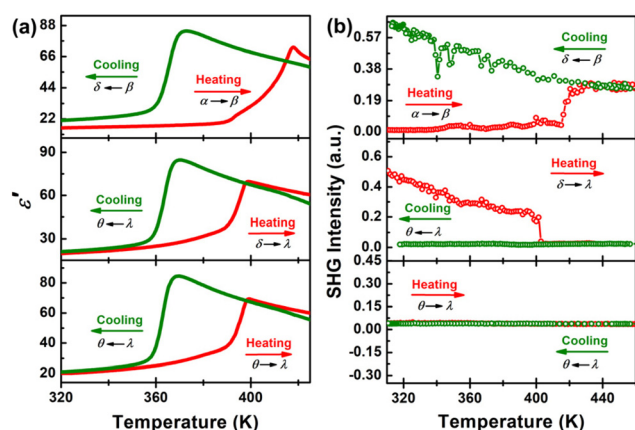 (a)
88
66
44
22
Cooling
δ ← β
Heating
α → β
90
60
30
Cooling
θ ← λ
Heating
δ → λ
80
60
40
20
Cooling
θ ← λ
Heating
θ → λ
ε'
320 360 400
Temperature (K)
(b)
0.57
0.38
0.19
0.00
Cooling
δ ← β
Heating
α → β
0.6
0.4
0.2
0.0
Heating
δ → λ
Cooling
θ ← λ
0.45
0.30
0.15
0.00
-0.15
-0.30
Heating
θ → λ
Cooling
θ ← λ
SHG Intensity (a.u.)
320 360 400 440
Temperature (K)